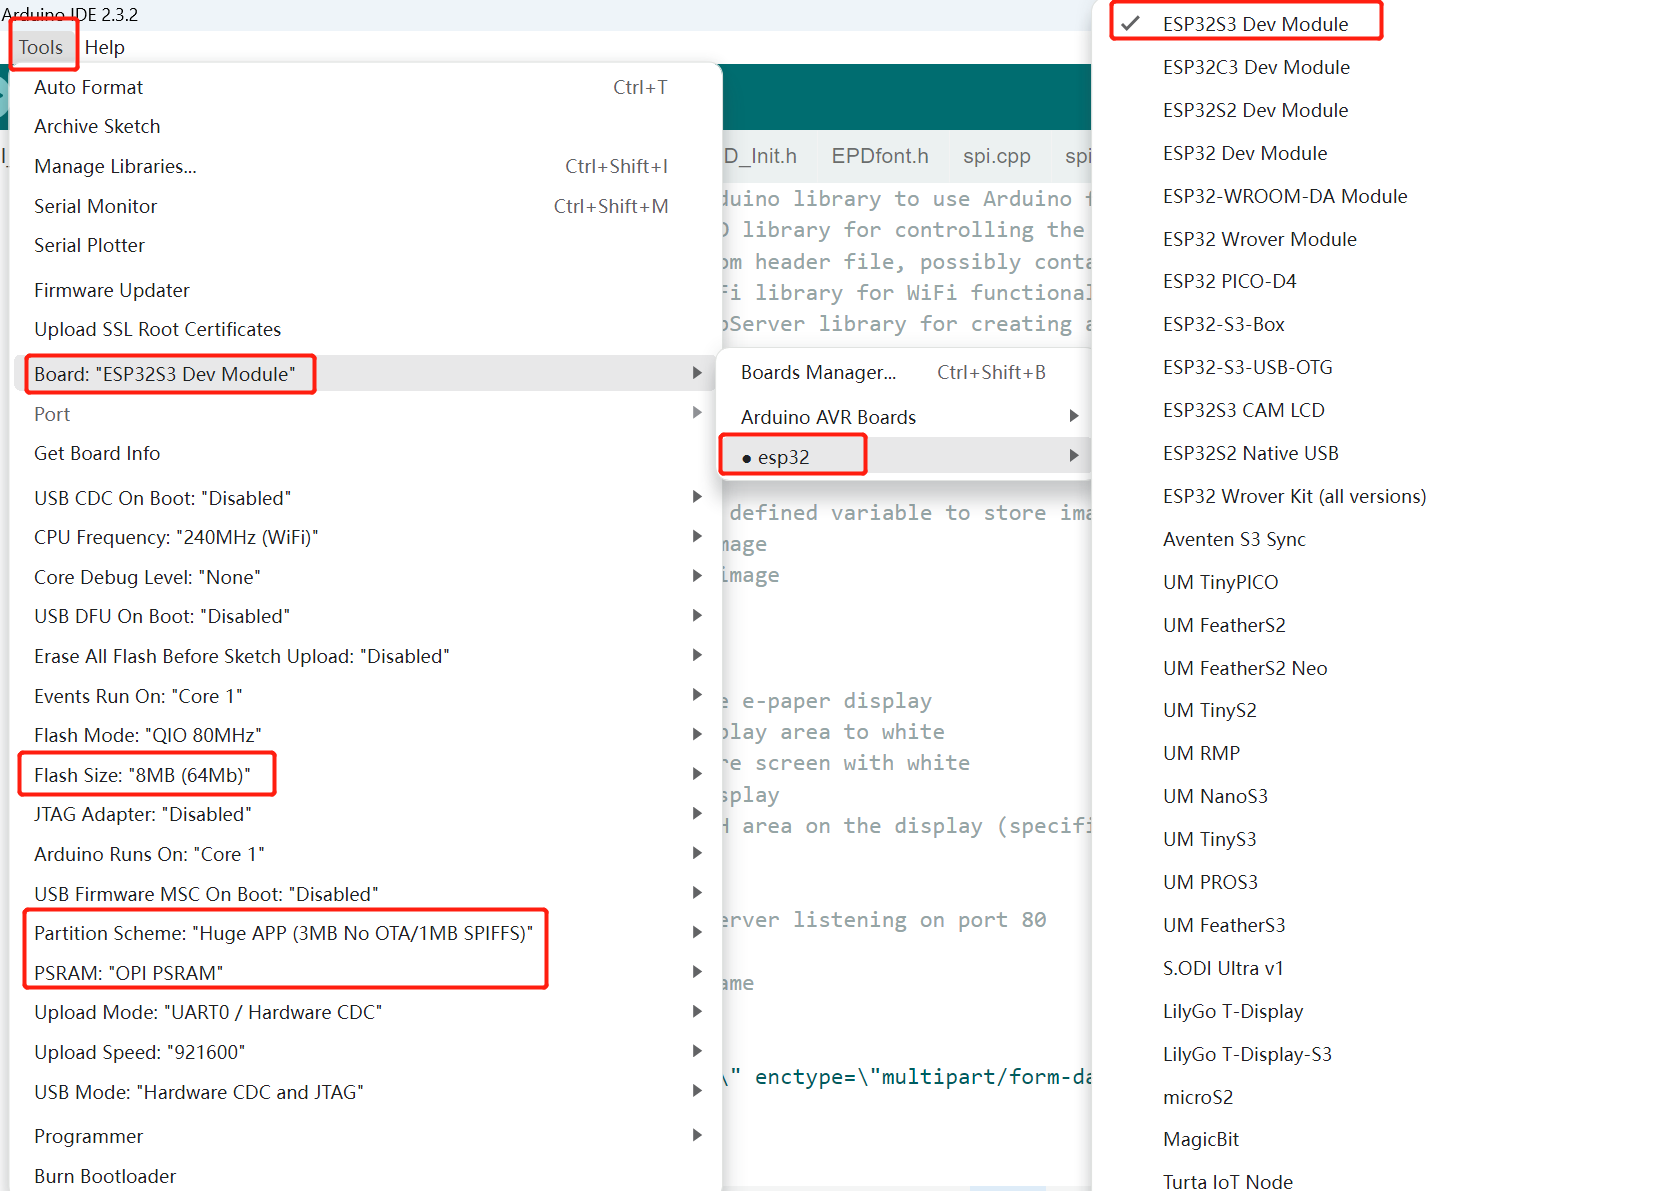 Arduino IDE 2.3.2
Tools Help
Auto Format Ctrl+T
Archive Sketch
Manage Libraries... Ctrl+Shift+I
Serial Monitor Ctrl+Shift+M
Serial Plotter
Firmware Updater
Upload SSL Root Certificates
Board: "ESP32S3 Dev Module"
Port
Get Board Info
USB CDC On Boot: "Disabled"
CPU Frequency: "240MHz (WiFi)"
Core Debug Level: "None"
USB DFU On Boot: "Disabled"
Erase All Flash Before Sketch Upload: "Disabled"
Events Run On: "Core 1"
Flash Mode: "QIO 80MHz"
Flash Size: "8MB (64Mb)"
JTAG Adapter: "Disabled"
Arduino Runs On: "Core 1"
USB Firmware MSC On Boot: "Disabled"
Partition Scheme: "Huge APP (3MB No OTA/1MB SPIFFS)"
PSRAM: "OPI PSRAM"
Upload Mode: "UART0 / Hardware CDC"
Upload Speed: "921600"
USB Mode: "Hardware CDC and JTAG"
Programmer
Burn Bootloader
D_Init.h EPDfont.h spi.cpp spi
duino library to use Arduino
library for controlling the
om header file, possibly conta
Fi library for WiFi functional
bServer library for creating a
Boards Manager... Ctrl+Shift+B
Arduino AVR Boards
● esp32
defined variable to store ima
mage
image
e e-paper display
play area to white
re screen with white
splay
H area on the display (specifi
erver listening on port 80
ame
\" enctype=\"multipart/form-da
ESP32S3 Dev Module
ESP32C3 Dev Module
ESP32S2 Dev Module
ESP32 Dev Module
ESP32-WROOM-DA Module
ESP32 Wrover Module
ESP32 PICO-D4
ESP32-S3-Box
ESP32-S3-USB-OTG
ESP32S3 CAM LCD
ESP32S2 Native USB
ESP32 Wrover Kit (all versions)
Aventen S3 Sync
UM TinyPICO
UM FeatherS2
UM FeatherS2 Neo
UM TinyS2
UM RMP
UM NanoS3
UM TinyS3
UM PROS3
UM FeatherS3
S.ODI Ultra v1
LilyGo T-Display
LilyGo T-Display-S3
microS2
MagicBit
Turta IoT Node